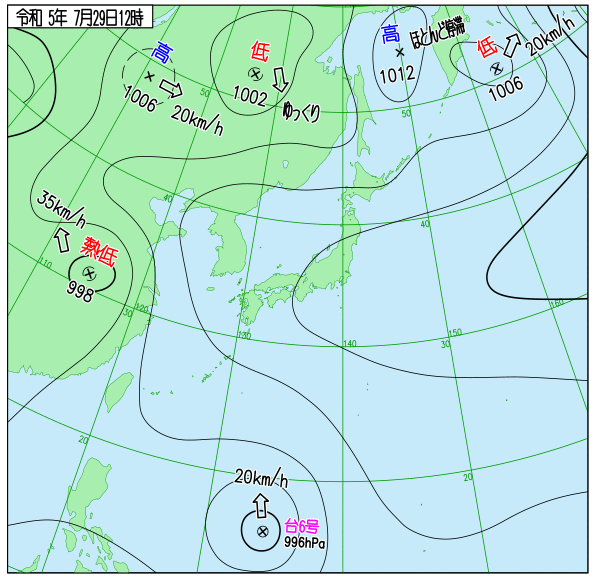 令和 5年 7月29日12時
高
1006
20km/h
低
1002
ゆっくり
高
1012
ほとんど停滞
低
1006
20km/h
50
50
40
40
35km/h
熱低
998
110
120
30
130
140
30
150
160
20
20
20km/h
台6号
996hPa